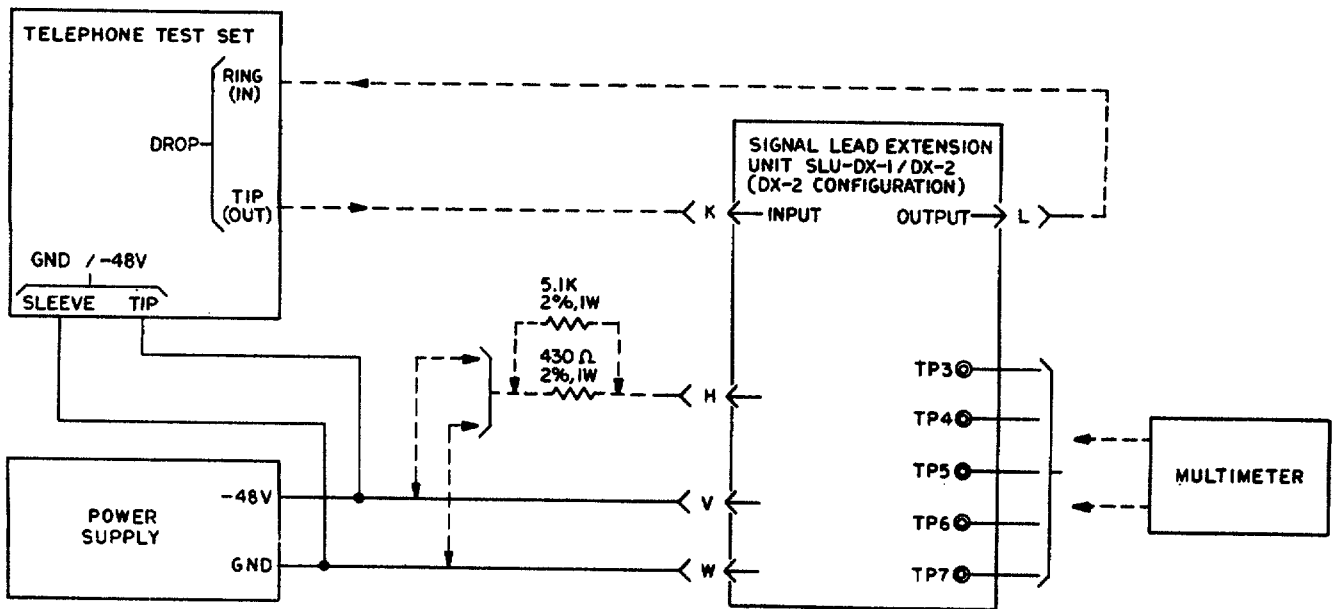 TELEPHONE TEST SET
RING
(IN)
DROP
TIP
(OUT)
GND / -48V
SLEEVE TIP
SIGNAL LEAD EXTENSION
UNIT SLU-DX-1/DX-2
(DX-2 CONFIGURATION)
K INPUT OUTPUT L
5.1K
2%, 1W
430 Ω
2%, 1W
H
TP3
TP4
TP5
TP6
TP7
MULTIMETER
POWER
SUPPLY
-48V
V
GND
W